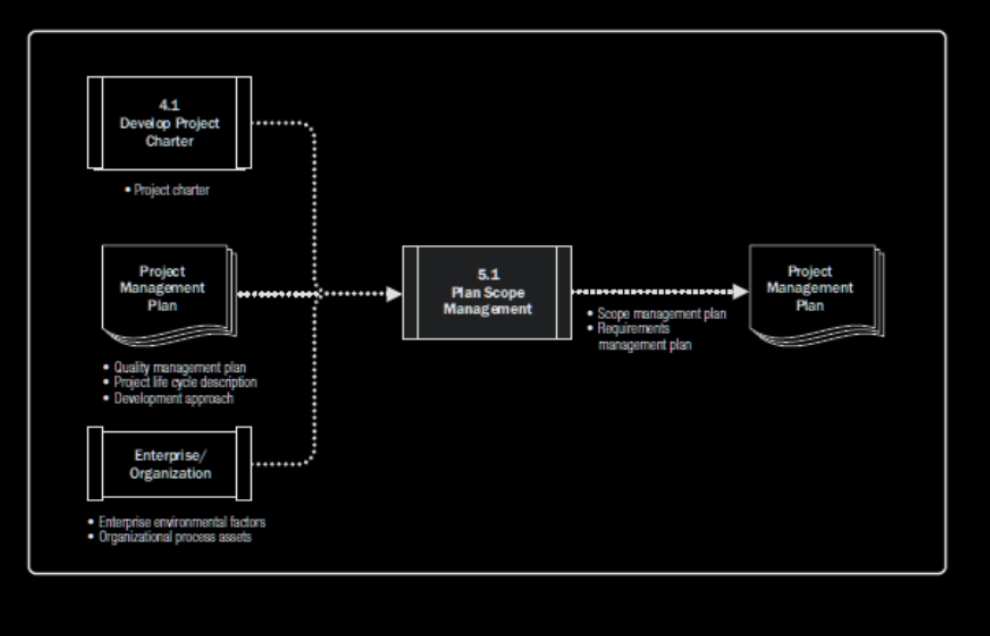 4.1
Develop Project
Charter
• Project charter
Project
Management
Plan
• Quality management plan
• Project life cycle description
• Development approach
Enterprise/
Organization
• Enterprise environmental factors
• Organizational process assets
5.1
Plan Scope
Management
• Scope management plan
• Requirements
management plan
Project
Management
Plan